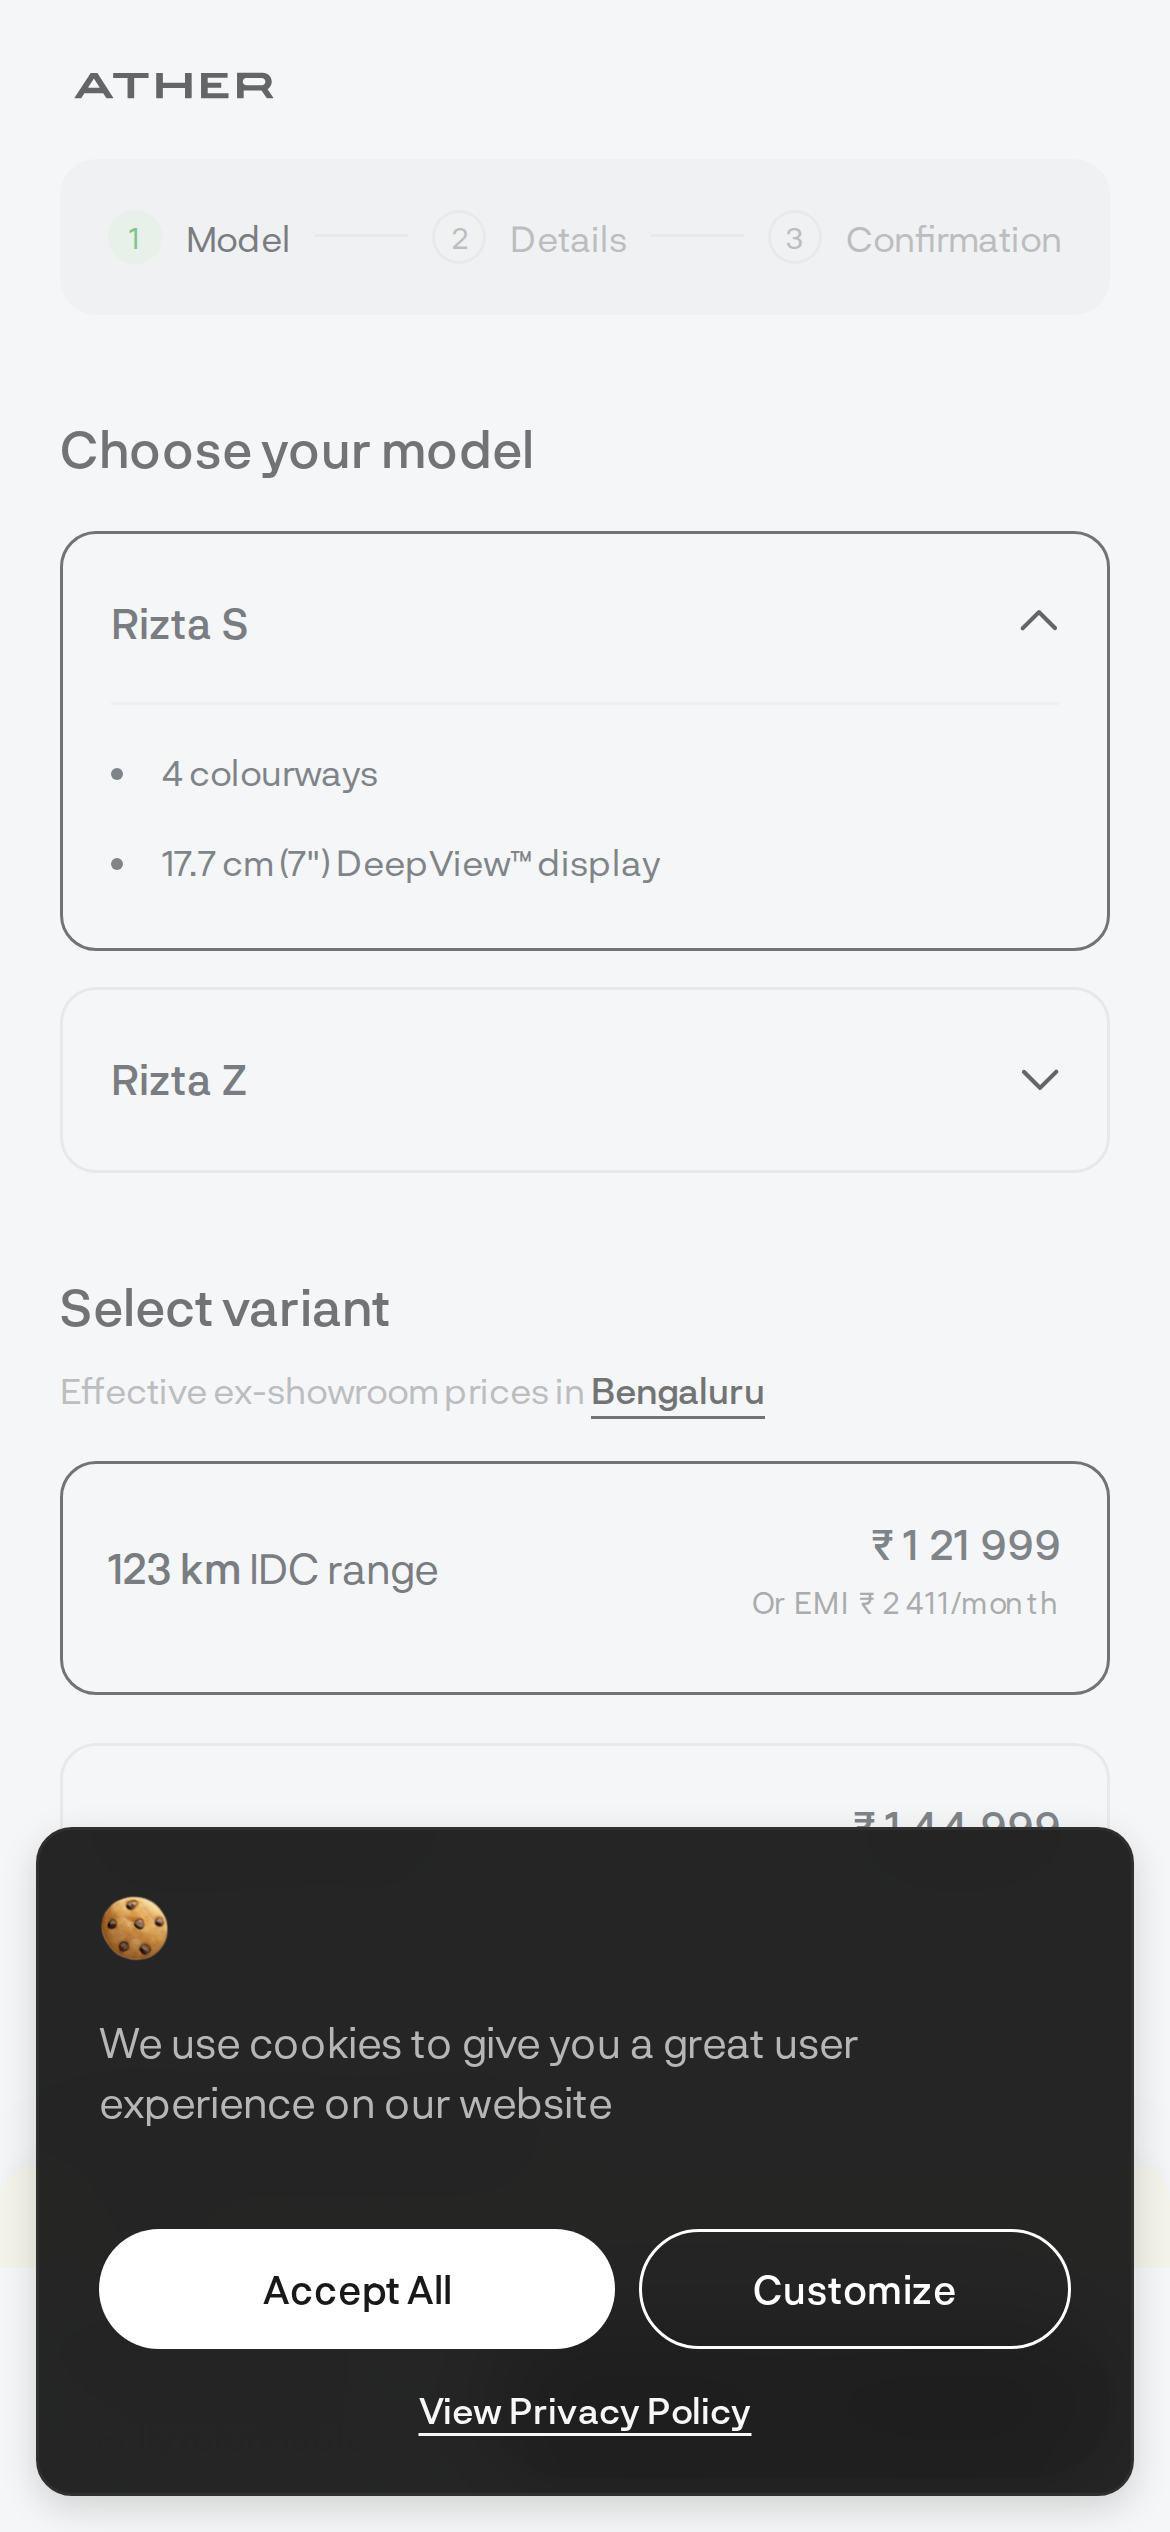 ATHER
1 Model 2 Details 3 Confirmation
Choose your model
Rizta S
• 4 colourways
• 17.7 cm (7") DeepView™ display
Rizta Z
Select variant
Effective ex-showroom prices in Bengaluru
₹ 1 21 999
123 km IDC range
Or EMI ₹ 2 411/month
₹ 1 44 999
We use cookies to give you a great user
experience on our website
Accept All Customize
View Privacy Policy